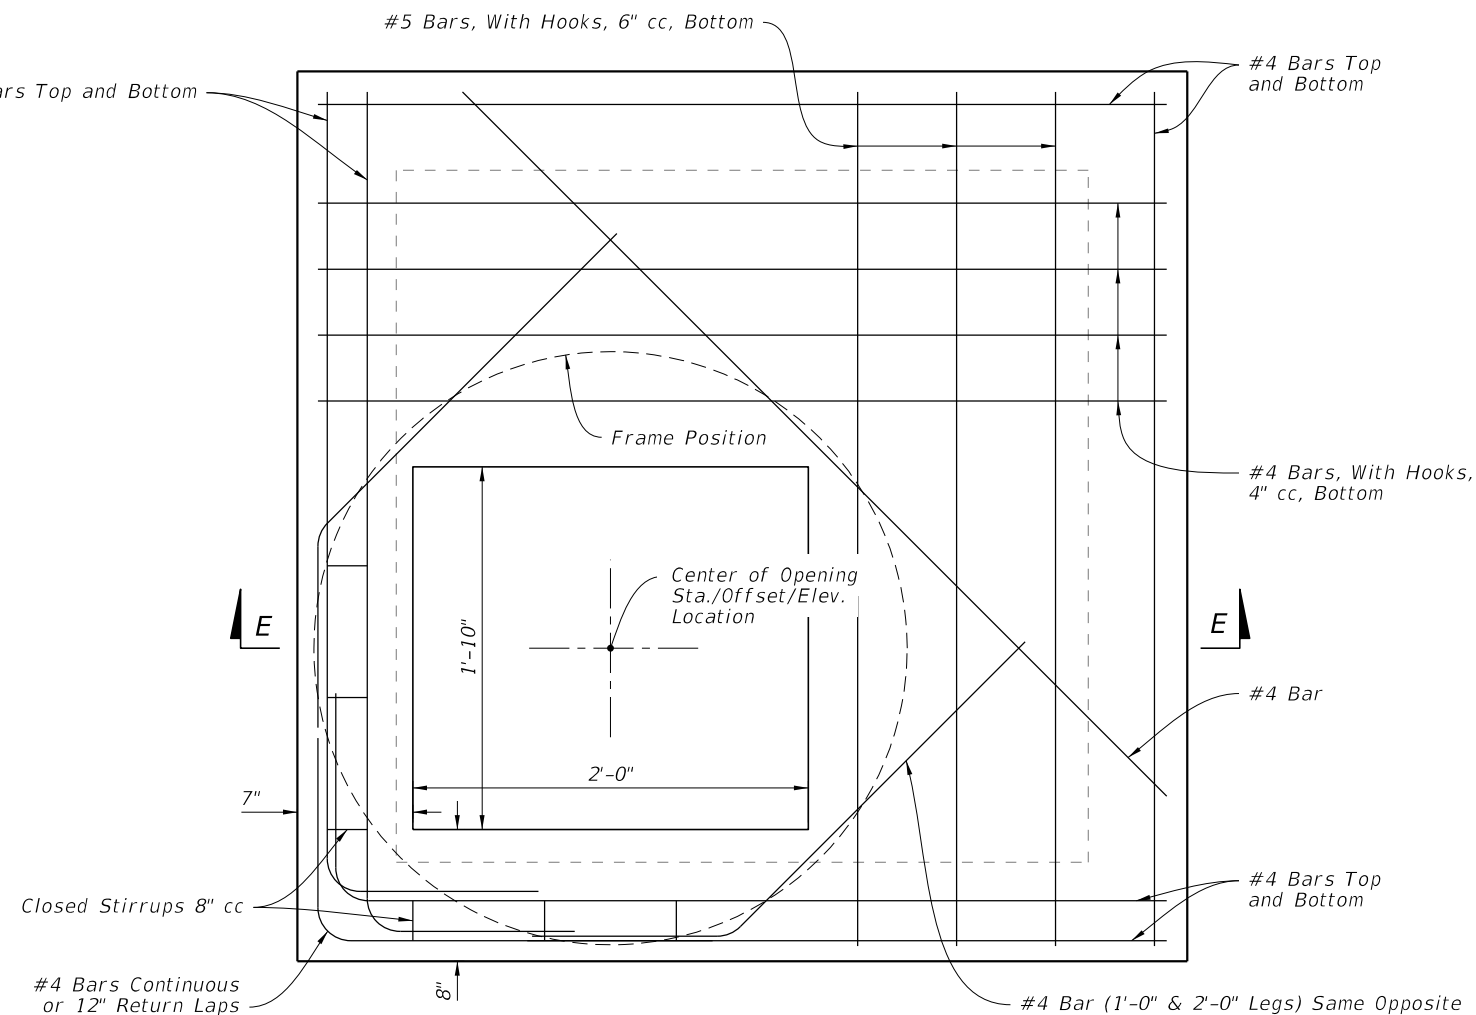 #5 Bars, With Hooks, 6" cc, Bottom
#4 Bars Top
and Bottom
Top and Bottom
Frame Position
#4 Bars, With Hooks,
4" cc, Bottom
Center of Opening
Sta./Offset/Elev.
Location
E
E
1'-10"
#4 Bar
2'-0"
7"
#4 Bars Top
and Bottom
Closed Stirrups 8" cc
#4 Bars Continuous
or 12" Return Laps
8"
#4 Bar (1'-0" & 2'-0" Legs) Same Opposite